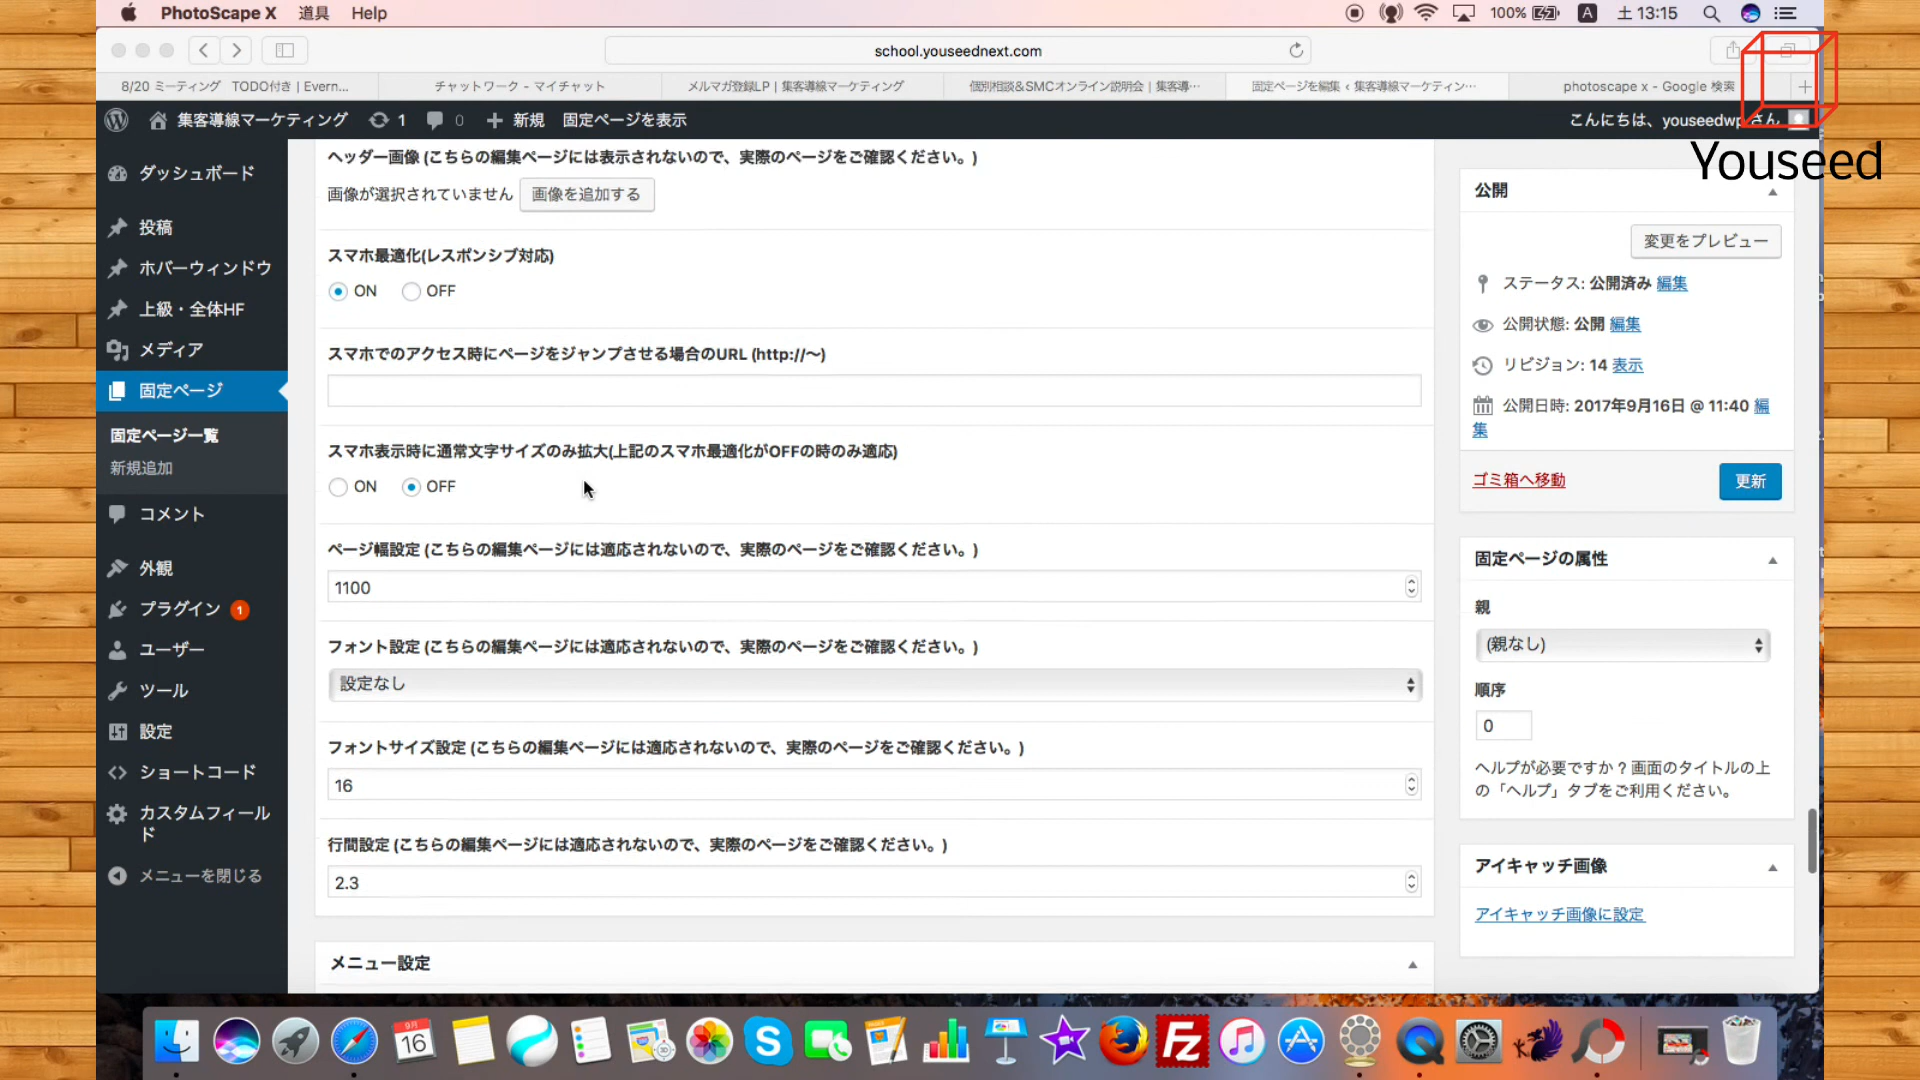 PhotoScape X 道具 Help
100% A 土 13:15
school.youseednext.com
8/20 ミーティング TODO付き | Evern...
チャットワーク - マイチャット
メルマガ登録LP | 集客導線マーケティング
個別相談&SMCオンライン説明会 | 集客導…
固定ページを編集 ‹ 集客導線マーケティン…
photoscape x - Google 検索
集客導線マーケティング 1 0 新規 固定ページを表示
こんにちは、youseedwp さん
Youseed
ダッシュボード
投稿
ホバーウィンドウ
上級・全体HF
メディア
固定ページ
固定ページ一覧
新規追加
コメント
外観
プラグイン 1
ユーザー
ツール
設定
ショートコード
カスタムフィール
ド
メニューを閉じる
ヘッダー画像 (こちらの編集ページには表示されないので、実際のページをご確認ください。)
画像が選択されていません 画像を追加する
スマホ最適化(レスポンシブ対応)
ON OFF
スマホでのアクセス時にページをジャンプさせる場合のURL (http://〜)
スマホ表示時に通常文字サイズのみ拡大(上記のスマホ最適化がOFFの時のみ適応)
ON OFF
ページ幅設定 (こちらの編集ページには適応されないので、実際のページをご確認ください。)
1100
フォント設定 (こちらの編集ページには適応されないので、実際のページをご確認ください。)
設定なし
フォントサイズ設定 (こちらの編集ページには適応されないので、実際のページをご確認ください。)
16
行間設定 (こちらの編集ページには適応されないので、実際のページをご確認ください。)
2.3
メニュー設定
公開
変更をプレビュー
ステータス: 公開済み 編集
公開状態: 公開 編集
リビジョン: 14 表示
公開日時: 2017年9月16日 @ 11:40 編
集
ゴミ箱へ移動 更新
固定ページの属性
親
(親なし)
順序
0
ヘルプが必要ですか ? 画面のタイトルの上
の「ヘルプ」タブをご利用ください。
アイキャッチ画像
アイキャッチ画像に設定
9月
16